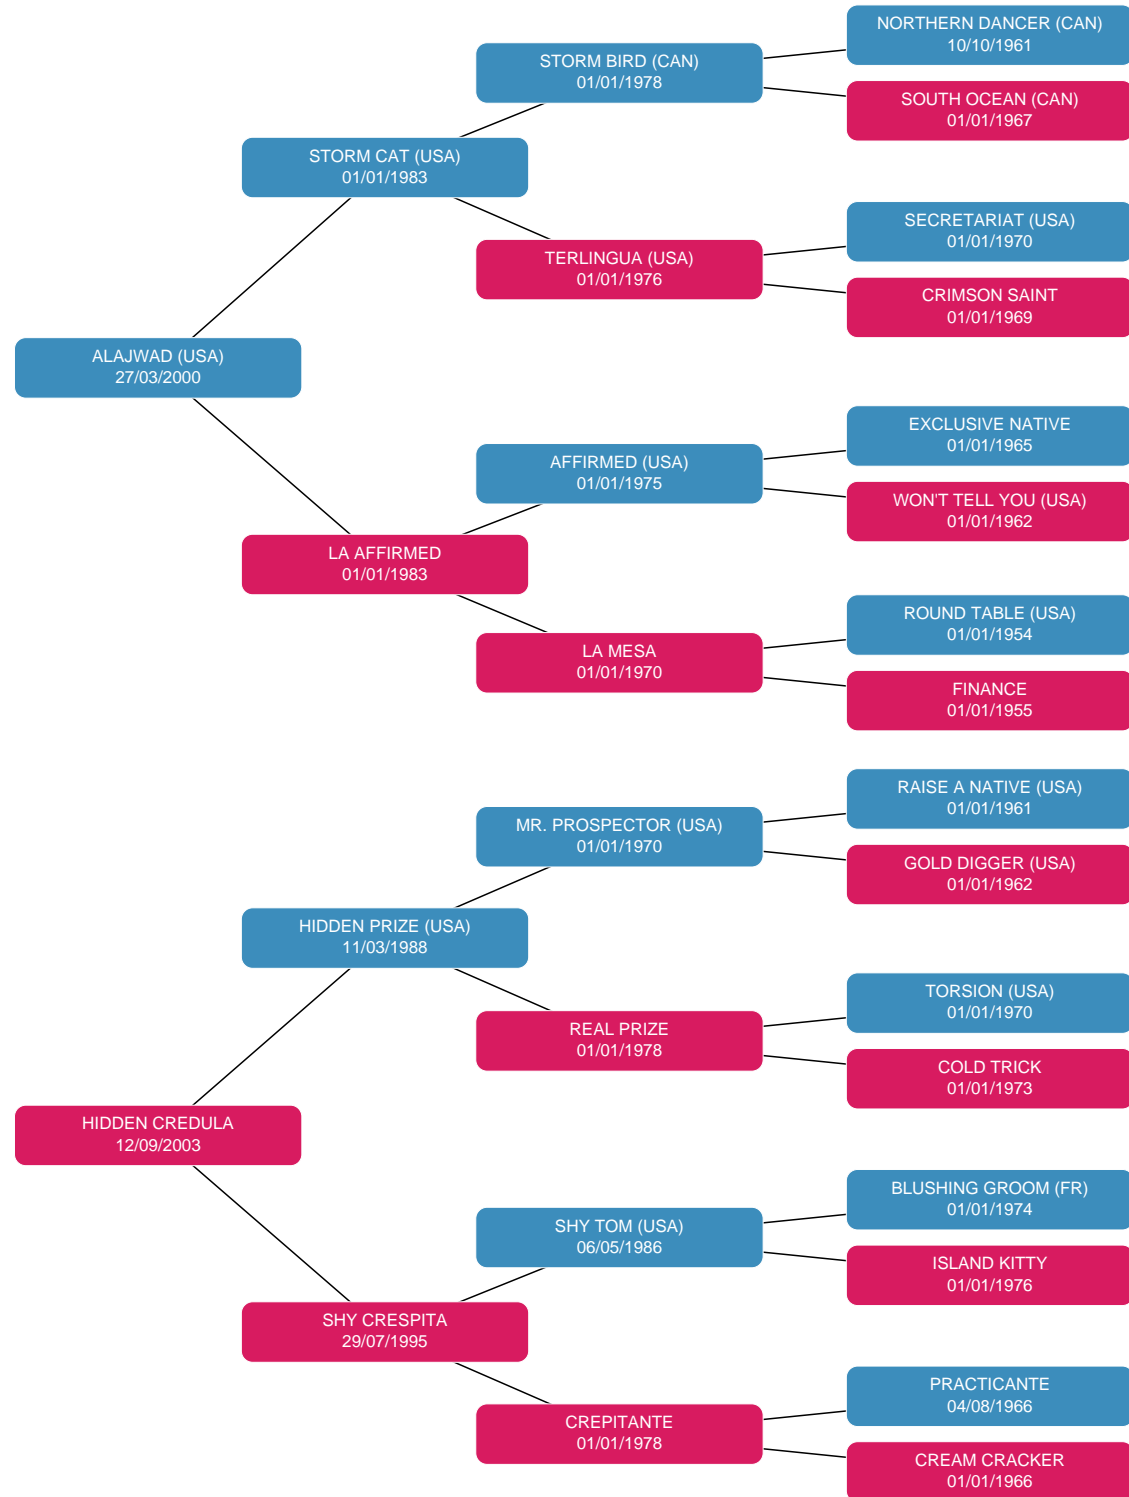 NORTHERN DANCER (CAN)
10/10/1961
STORM BIRD (CAN)
01/01/1978
SOUTH OCEAN (CAN)
01/01/1967
STORM CAT (USA)
01/01/1983
SECRETARIAT (USA)
01/01/1970
TERLINGUA (USA)
01/01/1976
CRIMSON SAINT
01/01/1969
ALAJWAD (USA)
27/03/2000
EXCLUSIVE NATIVE
01/01/1965
AFFIRMED (USA)
01/01/1975
WON'T TELL YOU (USA)
01/01/1962
LA AFFIRMED
01/01/1983
ROUND TABLE (USA)
01/01/1954
LA MESA
01/01/1970
FINANCE
01/01/1955
RAISE A NATIVE (USA)
01/01/1961
MR. PROSPECTOR (USA)
01/01/1970
GOLD DIGGER (USA)
01/01/1962
HIDDEN PRIZE (USA)
11/03/1988
TORSION (USA)
01/01/1970
REAL PRIZE
01/01/1978
COLD TRICK
01/01/1973
HIDDEN CREDULA
12/09/2003
BLUSHING GROOM (FR)
01/01/1974
SHY TOM (USA)
06/05/1986
ISLAND KITTY
01/01/1976
SHY CRESPITA
29/07/1995
PRACTICANTE
04/08/1966
CREPITANTE
01/01/1978
CREAM CRACKER
01/01/1966